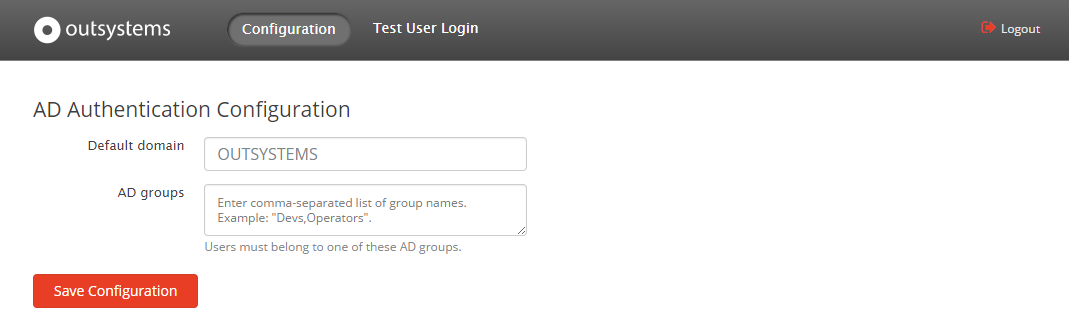 outsystems
Configuration
Test User Login
Logout
AD Authentication Configuration
Default domain
OUTSYSTEMS
AD groups
Enter comma-separated list of group names.
Example: "Devs,Operators".
Users must belong to one of these AD groups.
Save Configuration